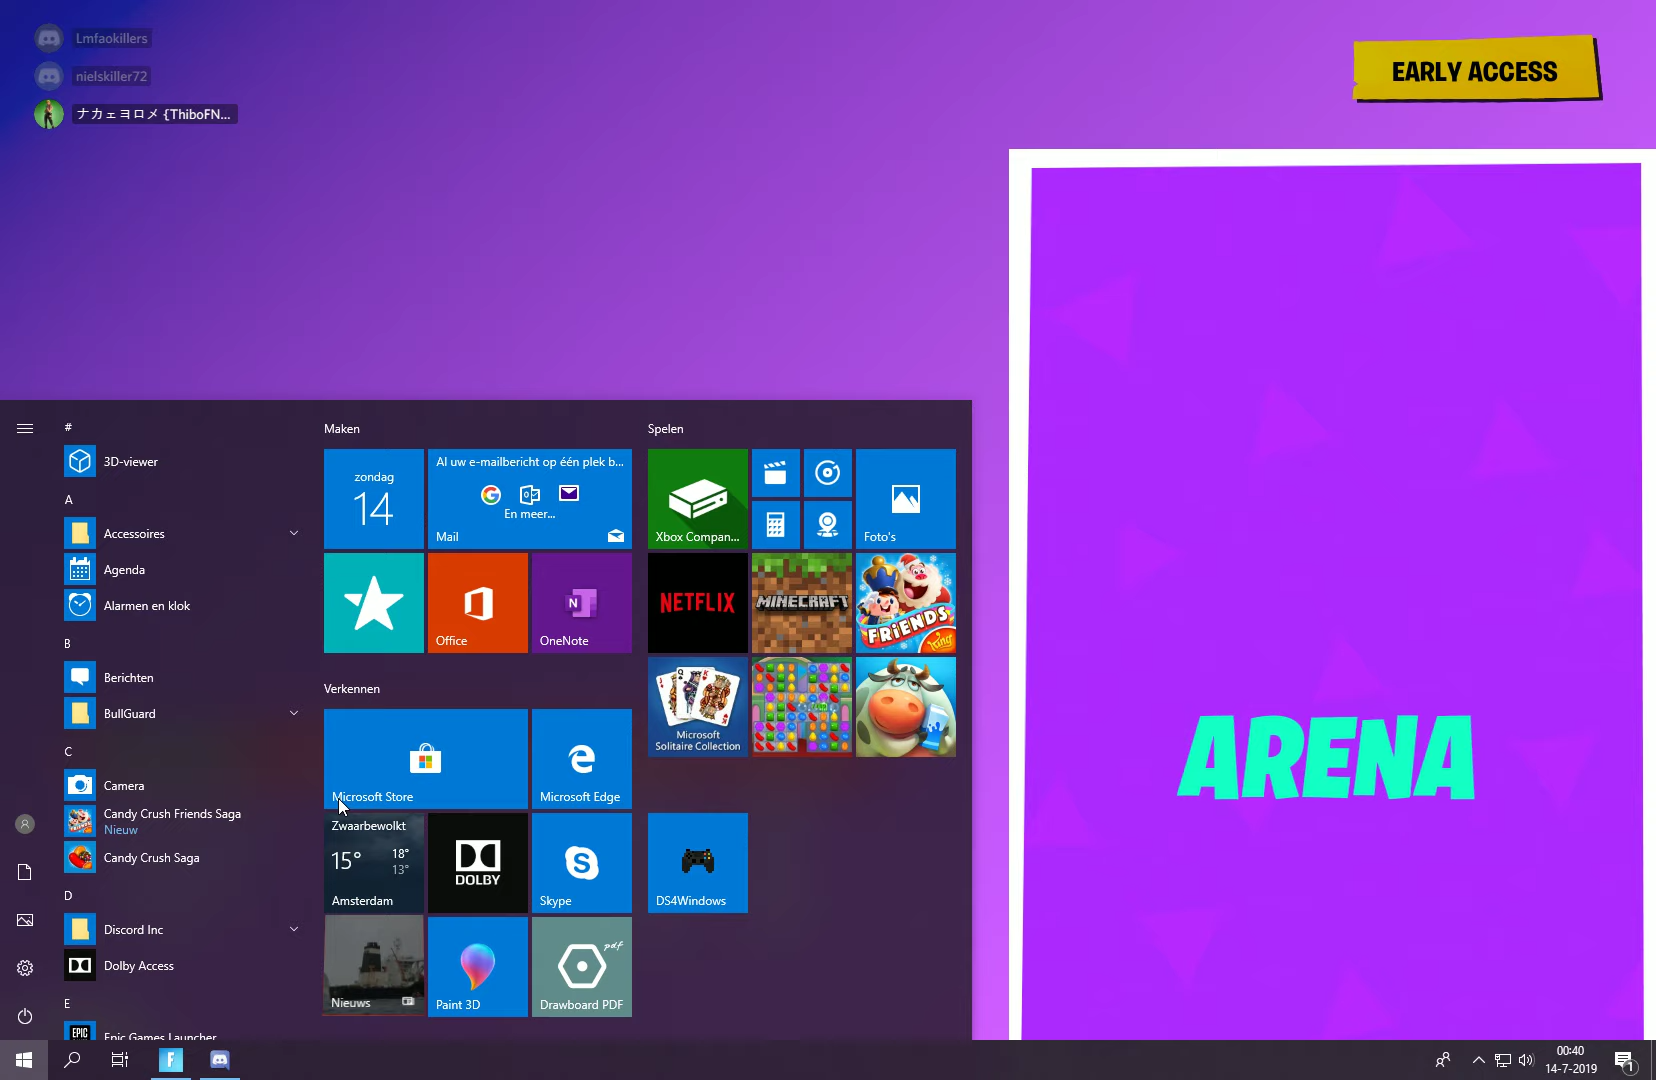 Lmfaokillers
nielskiller72
ナカェヨロメ {ThiboFN...
EARLY ACCESS
ARENA
#
3D-viewer
A
Accessoires
Agenda
Alarmen en klok
B
Berichten
BullGuard
C
Camera
Candy Crush Friends Saga
Nieuw
Candy Crush Saga
D
Discord Inc
Dolby Access
E
EPIC
Epic Games Launcher
Maken
zondag
14
Al uw e-mailbericht op één plek b...
En meer...
Mail
Office
N
OneNote
Verkennen
Microsoft Store
Microsoft Edge
Zwaarbewolkt
15° 18°
13°
Amsterdam
DOLBY
Skype
Nieuws
Paint 3D
pdf
Drawboard PDF
Spelen
Xbox Compan...
Foto's
NETFLIX
MINECRAFT
FRIENDS
King
Microsoft
Solitaire Collection
DS4Windows
F
00:40
14-7-2019
1